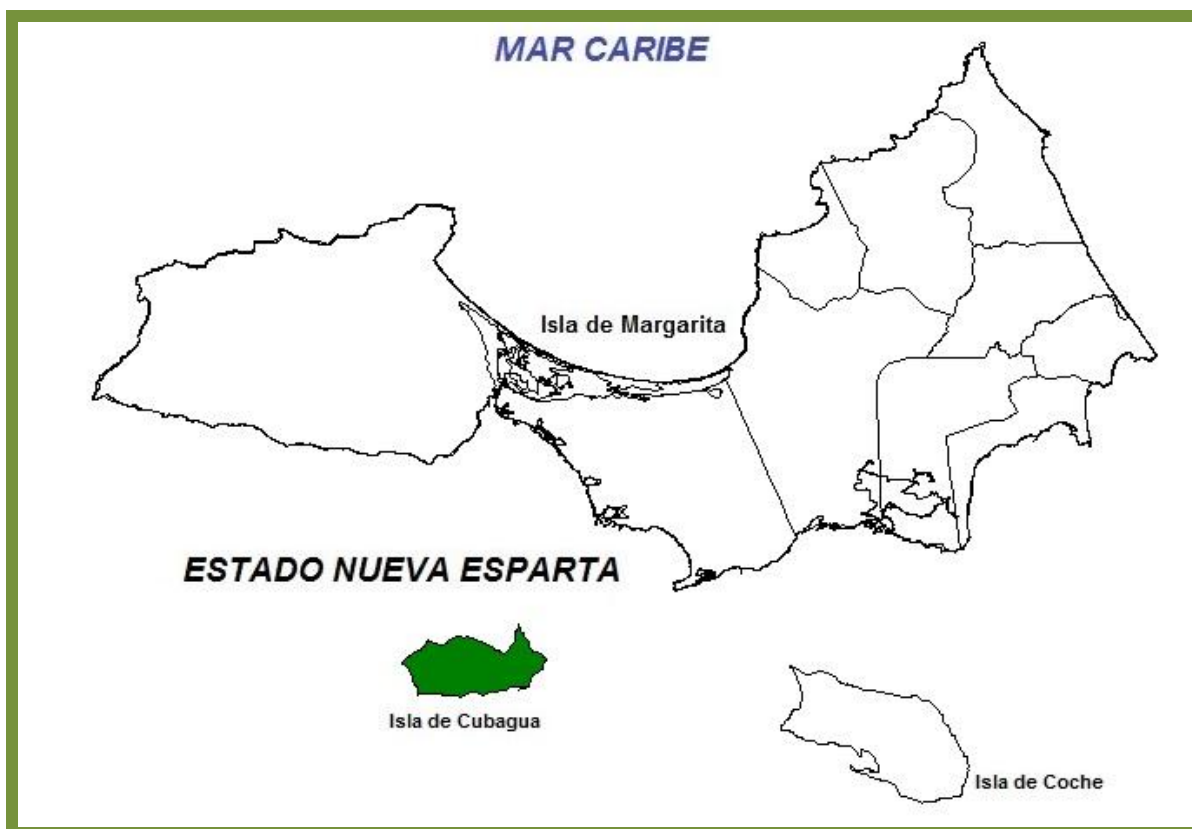 MAR CARIBE
Isla de Margarita
ESTADO NUEVA ESPARTA
Isla de Cubagua
Isla de Coche